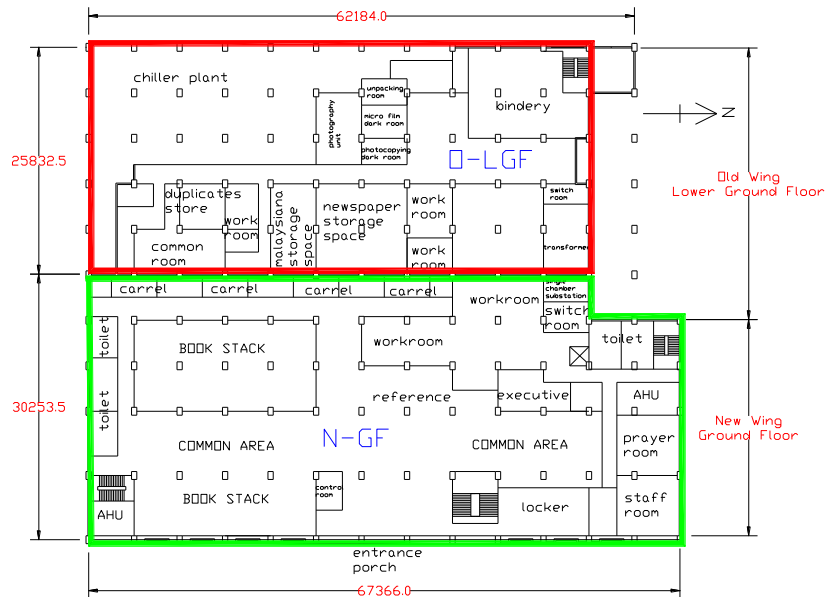 62184.0
chiller plant
unpacking
room
bindery
N
photography
unit
micro film
dark room
photocopying
dark room
O-LGF
25832.5
Old Wing
Lower Ground Floor
duplicates
store
work
room
malaysiana
storage
space
newspaper
storage
space
work
room
switch
room
common
room
work
room
transformer
carrel
carrel
carrel
carrel
workroom
single
chamber
substation
switch
room
toilet
BOOK STACK
workroom
toilet
reference
executive
AHU
30253.5
toilet
New Wing
Ground Floor
COMMON AREA
N-GF
COMMON AREA
prayer
room
BOOK STACK
control
room
locker
staff
room
AHU
entrance
porch
67366.0